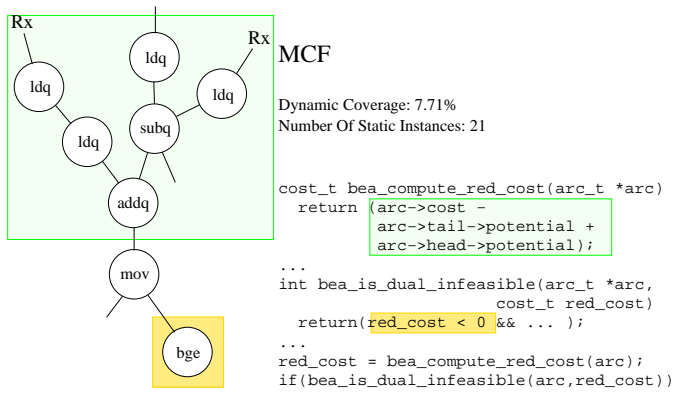 Rx
Rx
ldq
ldq
ldq
ldq
subq
addq
mov
bge
MCF
Dynamic Coverage: 7.71%
Number Of Static Instances: 21
cost_t bea_compute_red_cost(arc_t *arc)
return (arc->cost -
arc->tail->potential +
arc->head->potential);
...
int bea_is_dual_infeasible(arc_t *arc,
cost_t red_cost)
return(red_cost < 0 && ... );
...
red_cost = bea_compute_red_cost(arc);
if(bea_is_dual_infeasible(arc,red_cost))